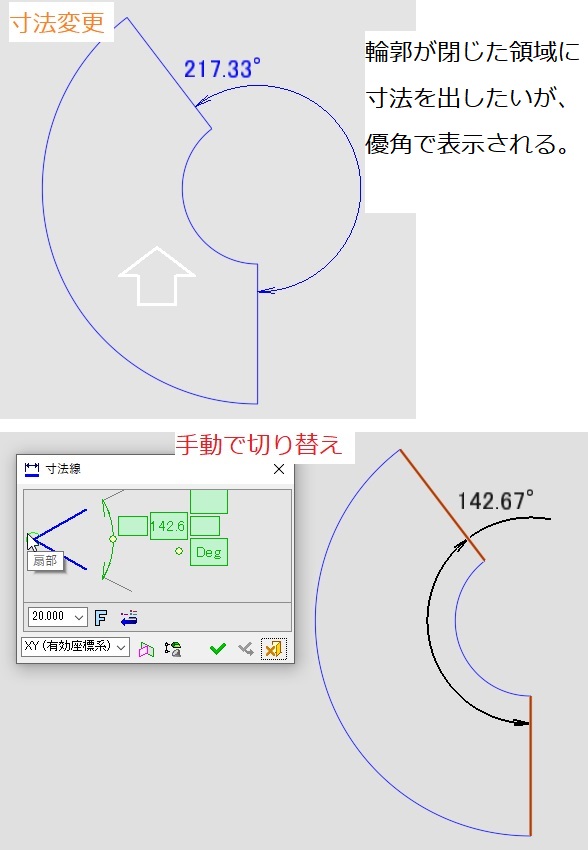 寸法変更
217.33°
輪郭が閉じた領域に
寸法を出したいが、
優角で表示される。
手動で切り替え
寸法線
142.6
Deg
扇部
20.000
F
XY (有効座標系)
142.67°